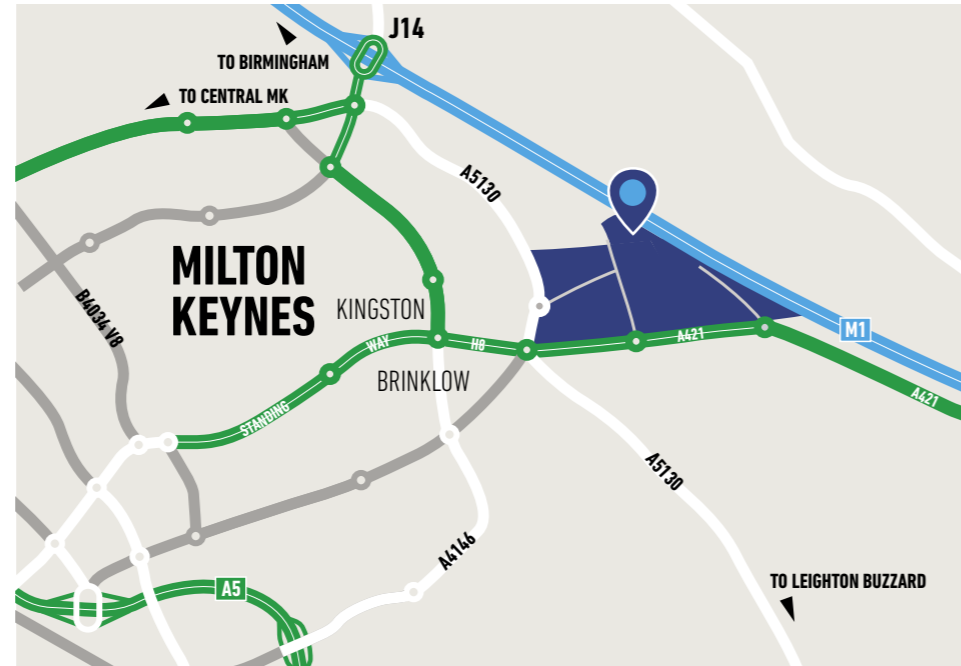 J14
TO BIRMINGHAM
TO CENTRAL MK
A5130
MILTON
KEYNES
B4034 V8
KINGSTON
WAY
H8
A421
M1
BRINKLOW
A421
STANDING
A5130
A4146
TO LEIGHTON BUZZARD
A5